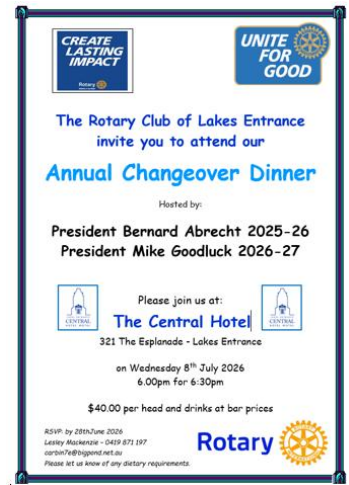 CREATE
LASTING
IMPACT
Rotary
UNITE
FOR
GOOD
The Rotary Club of Lakes Entrance
invite you to attend our
Annual Changeover Dinner
Hosted by:
President Bernard Abrecht 2025-26
President Mike Goodluck 2026-27
Please join us at:
CENTRAL
The Central Hotel
CENTRAL
321 The Esplanade - Lakes Entrance
on Wednesday 8th July 2026
6.00pm for 6:30pm
$40.00 per head and drinks at bar prices
RSVP: by 28thJune 2026
Lesley Mackenzie - 0419 871 197
carbin7e@bigpond.net.au
Please let us know of any dietary requirements.
Rotary